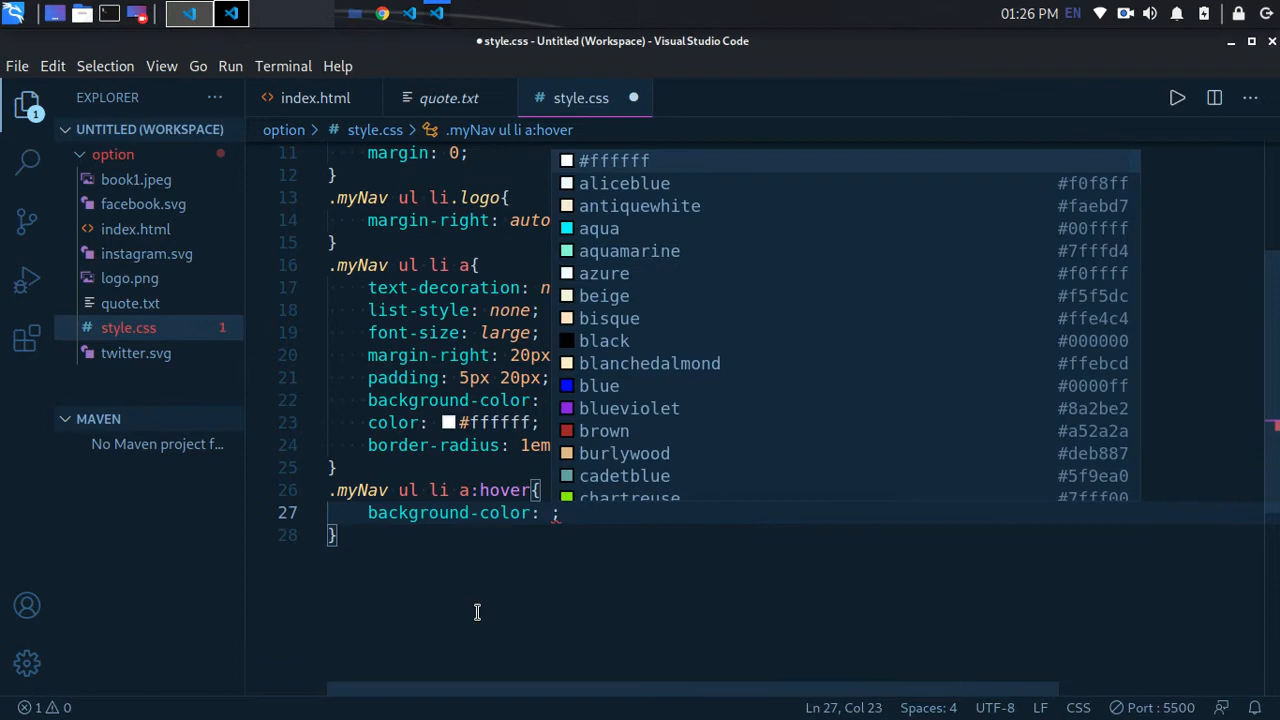 01:26 PM EN
style.css - Untitled (Workspace) - Visual Studio Code
File Edit Selection View Go Run Terminal Help
EXPLORER ···
index.html
quote.txt
style.css
1
UNTITLED (WORKSPACE)
option > # style.css > .myNav ul li a:hover
option
book1.jpeg
facebook.svg
index.html
instagram.svg
logo.png
quote.txt
# style.css 1
twitter.svg
MAVEN
No Maven project f
11 margin: 0;
12 }
13 .myNav ul li.logo{
14 margin-right: auto
15 }
16 .myNav ul li a{
17 text-decoration: n
18 list-style: none;
19 font-size: large;
20 margin-right: 20px
21 padding: 5px 20px;
22 background-color:
23 color: #ffffff;
24 border-radius: 1em
25 }
26 .myNav ul li a:hover{
27 background-color: ;
28 }
#ffffff
aliceblue #f0f8ff
antiquewhite #faebd7
aqua #00ffff
aquamarine #7fffd4
azure #f0ffff
beige #f5f5dc
bisque #ffe4c4
black #000000
blanchedalmond #ffebcd
blue #0000ff
blueviolet #8a2be2
brown #a52a2a
burlywood #deb887
cadetblue #5f9ea0
chartreuse #7fff00
1 0
Ln 27, Col 23 Spaces: 4 UTF-8 LF CSS Port : 5500